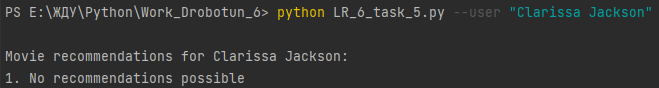 PS E:\ЖДУ\Python\Work_Drobotun_6> python LR_6_task_5.py --user "Clarissa Jackson"
Movie recommendations for Clarissa Jackson:
1. No recommendations possible